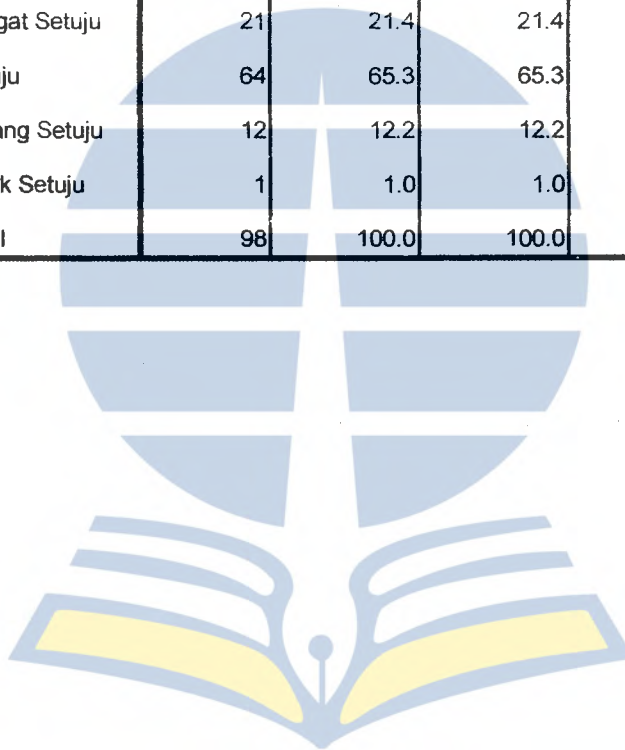 gat Setuju 21 21.4 21.4
ju 64 65.3 65.3
ang Setuju 12 12.2 12.2
k Setuju 1 1.0 1.0
l 98 100.0 100.0